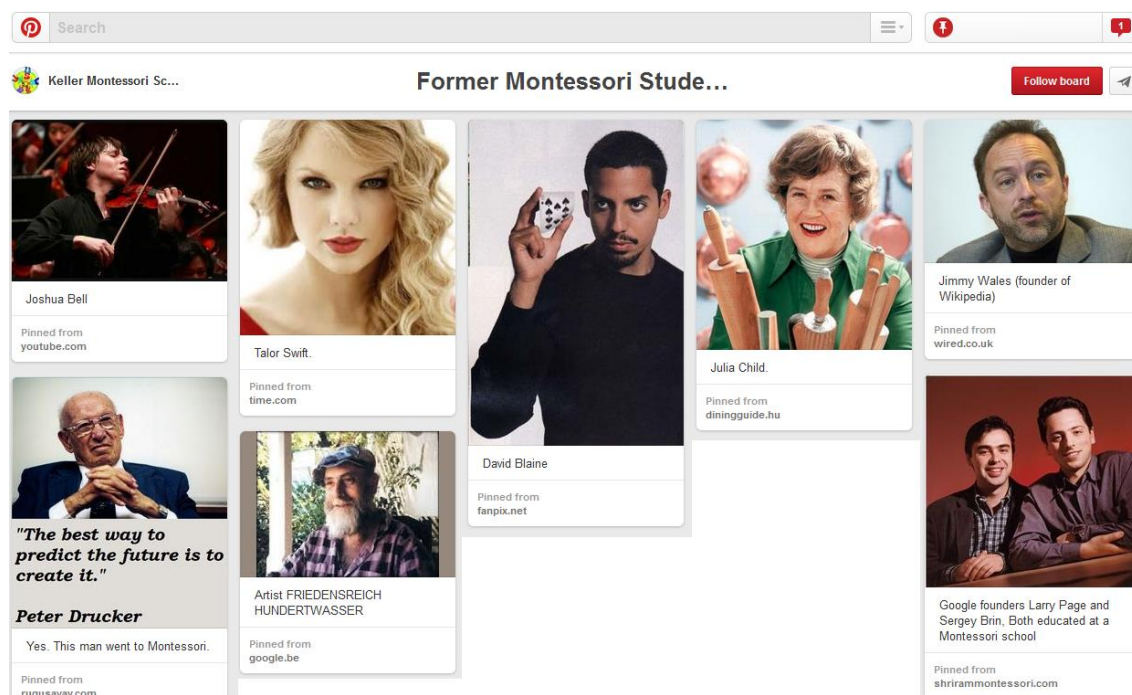 Search
1
Keller Montessori Sc...
Former Montessori Stude...
Follow board
Joshua Bell
Pinned from
youtube.com
"The best way to
predict the future is to
create it."
Peter Drucker
Yes. This man went to Montessori.
Pinned from
rugusavay.com
Talor Swift.
Pinned from
time.com
Artist FRIEDENSREICH
HUNDERTWASSER
Pinned from
google.be
David Blaine
Pinned from
fanpix.net
Julia Child.
Pinned from
diningguide.hu
Jimmy Wales (founder of
Wikipedia)
Pinned from
wired.co.uk
Google founders Larry Page and
Sergey Brin, Both educated at a
Montessori school
Pinned from
shrirammontessori.com